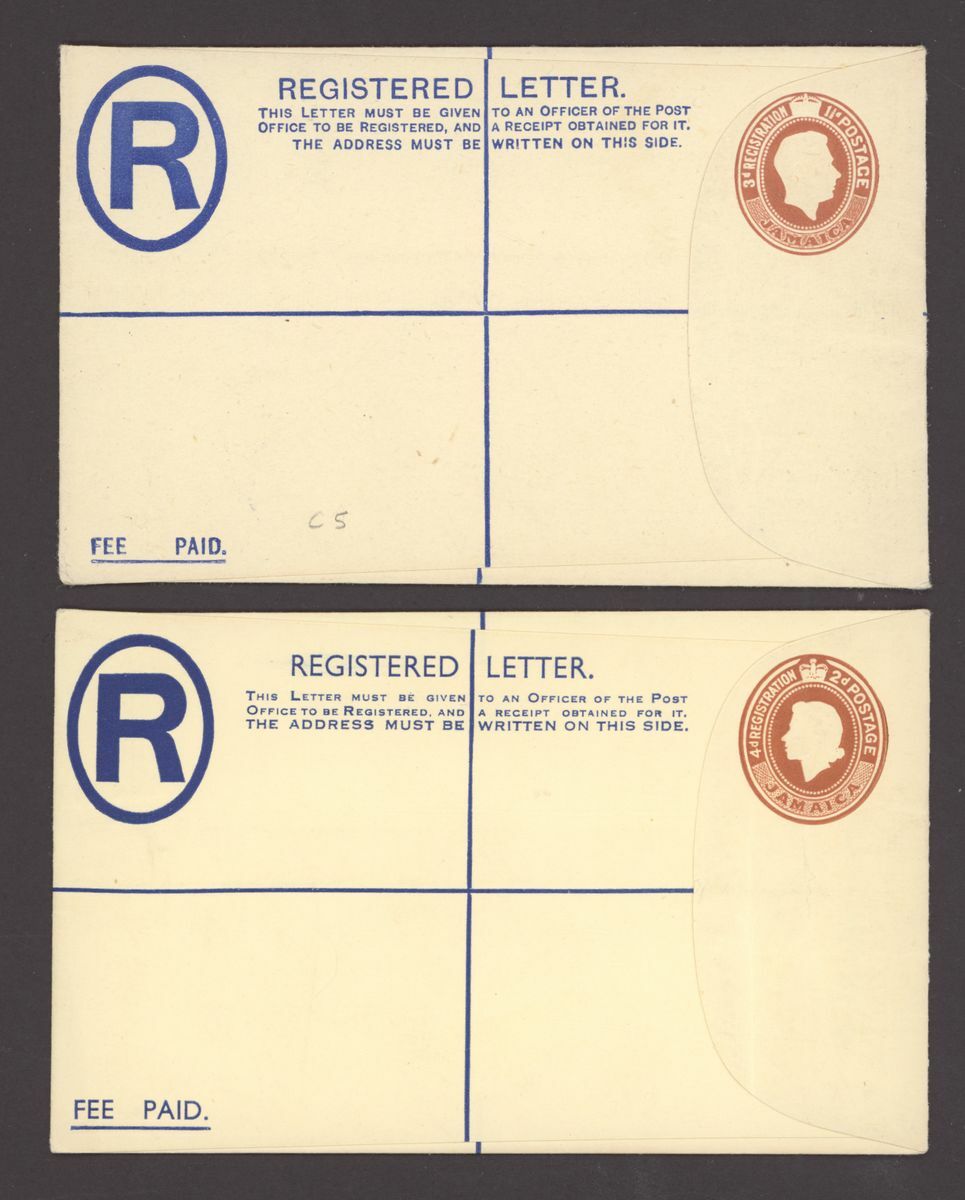 R
REGISTERED LETTER.
THIS LETTER MUST BE GIVEN TO AN OFFICER OF THE POST
OFFICE TO BE REGISTERED, AND A RECEIPT OBTAINED FOR IT.
THE ADDRESS MUST BE WRITTEN ON THIS SIDE.
3d REGISTRATION 1½d POSTAGE
JAMAICA
C5
FEE PAID.
R
REGISTERED LETTER.
THIS LETTER MUST BE GIVEN TO AN OFFICER OF THE POST
OFFICE TO BE REGISTERED, AND A RECEIPT OBTAINED FOR IT.
THE ADDRESS MUST BE WRITTEN ON THIS SIDE.
4d REGISTRATION 2d POSTAGE
JAMAICA
FEE PAID.